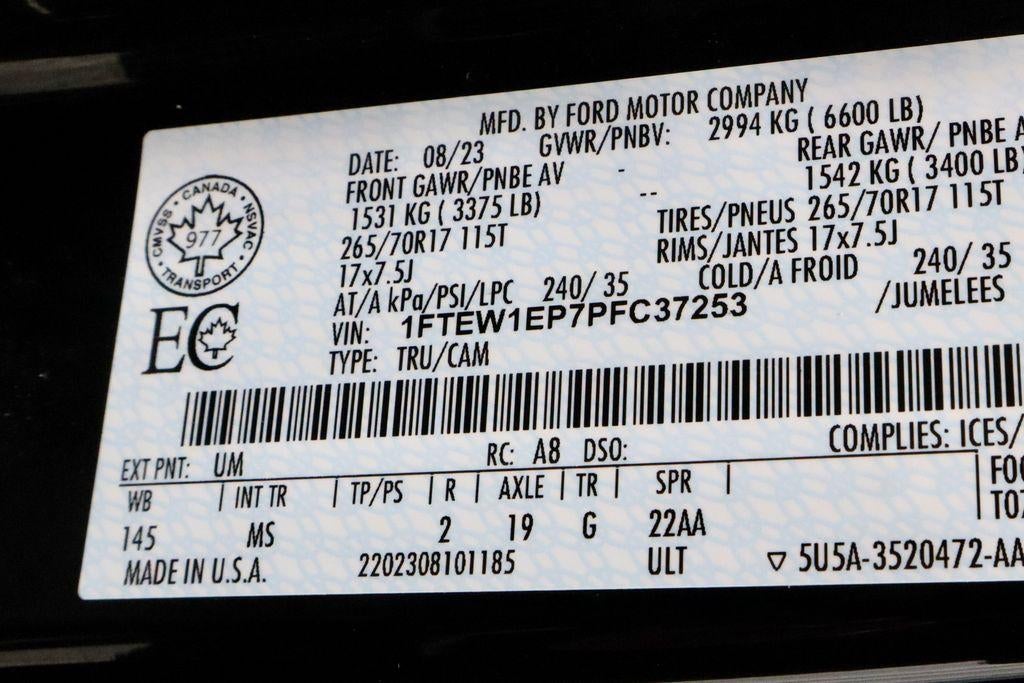 MFD. BY FORD MOTOR COMPANY
DATE: 08/23 GVWR/PNBV: 2994 KG ( 6600 LB)
FRONT GAWR/PNBE AV - REAR GAWR/ PNBE A
1531 KG ( 3375 LB) -- 1542 KG ( 3400 LB)
265/70R17 115T TIRES/PNEUS 265/70R17 115T
17x7.5J RIMS/JANTES 17x7.5J
AT/A kPa/PSI/LPC 240/ 35 COLD/A FROID 240/ 35
VIN: 1FTEW1EP7PFC37253 /JUMELEES
TYPE: TRU/CAM
CMVSS • CANADA • NSVAC • TRANSPORT •
977
EC
COMPLIES: ICES/
EXT PNT: UM RC: A8 DSO:
WB | INT TR | TP/PS | R | AXLE | TR | SPR |
145 MS 2 19 G 22AA
MADE IN U.S.A. 2202308101185 ULT ▽ 5U5A-3520472-AA